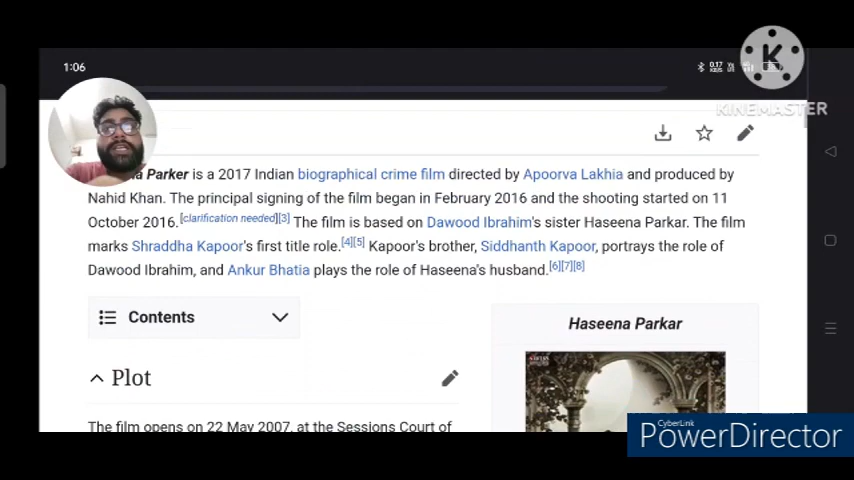 1:06
0.17
KINEMASTER
a Parker is a 2017 Indian biographical crime film directed by Apoorva Lakhia and produced by
Nahid Khan. The principal signing of the film began in February 2016 and the shooting started on 11
October 2016.[clarification needed][3] The film is based on Dawood Ibrahim's sister Haseena Parkar. The film
marks Shraddha Kapoor's first title role.[4][5] Kapoor's brother, Siddhanth Kapoor, portrays the role of
Dawood Ibrahim, and Ankur Bhatia plays the role of Haseena's husband.[6][7][8]
Contents
Haseena Parkar
Plot
The film opens on 22 May 2007, at the Sessions Court of
CyberLink
PowerDirector